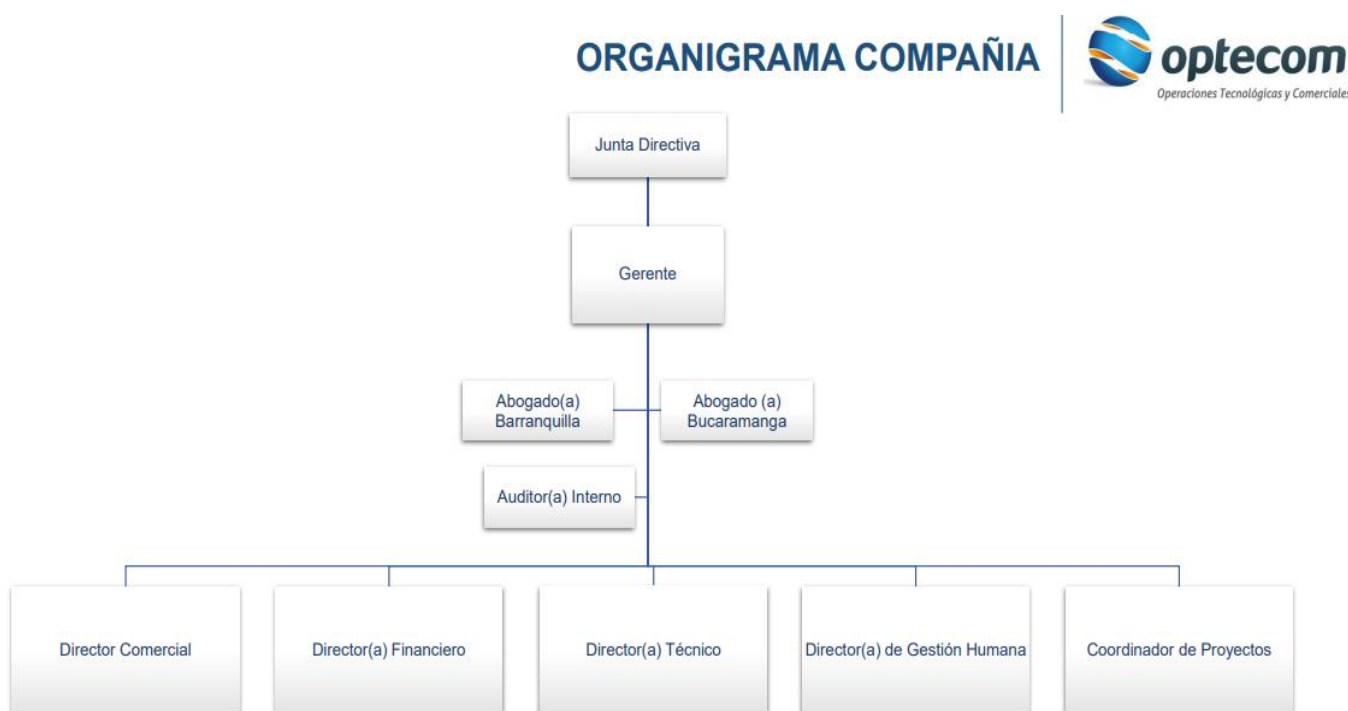 ORGANIGRAMA COMPAÑIA
optecom
Operaciones Tecnológicas y Comerciales
Junta Directiva
Gerente
Abogado(a)
Barranquilla
Abogado (a)
Bucaramanga
Auditor(a) Interno
Director Comercial
Director(a) Financiero
Director(a) Técnico
Director(a) de Gestión Humana
Coordinador de Proyectos